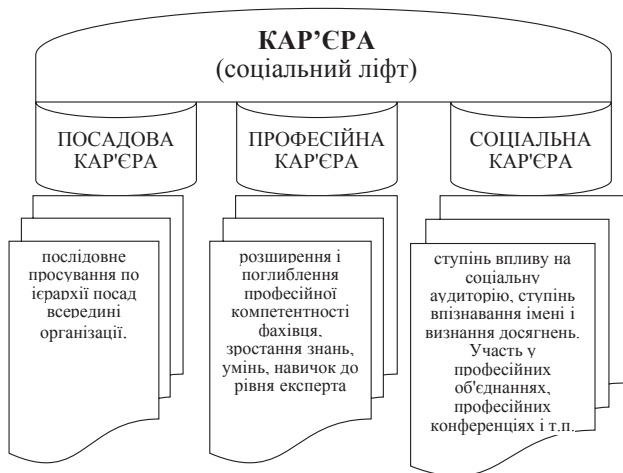 КАР’ЄРА
(соціальний ліфт)
ПОСАДОВА
КАР'ЄРА
ПРОФЕСІЙНА
КАР'ЄРА
СОЦІАЛЬНА
КАР'ЄРА
послідовне
просування по
ієрархії посад
всередині
організації.
розширення і
поглиблення
професійної
компетентності
фахівця,
зростання знань,
умінь, навичок до
рівня експерта
ступінь впливу на
соціальну
аудиторію, ступінь
впізнавання імені і
визнання досягнень.
Участь у
професійних
об'єднаннях,
професійних
конференціях і т.п.